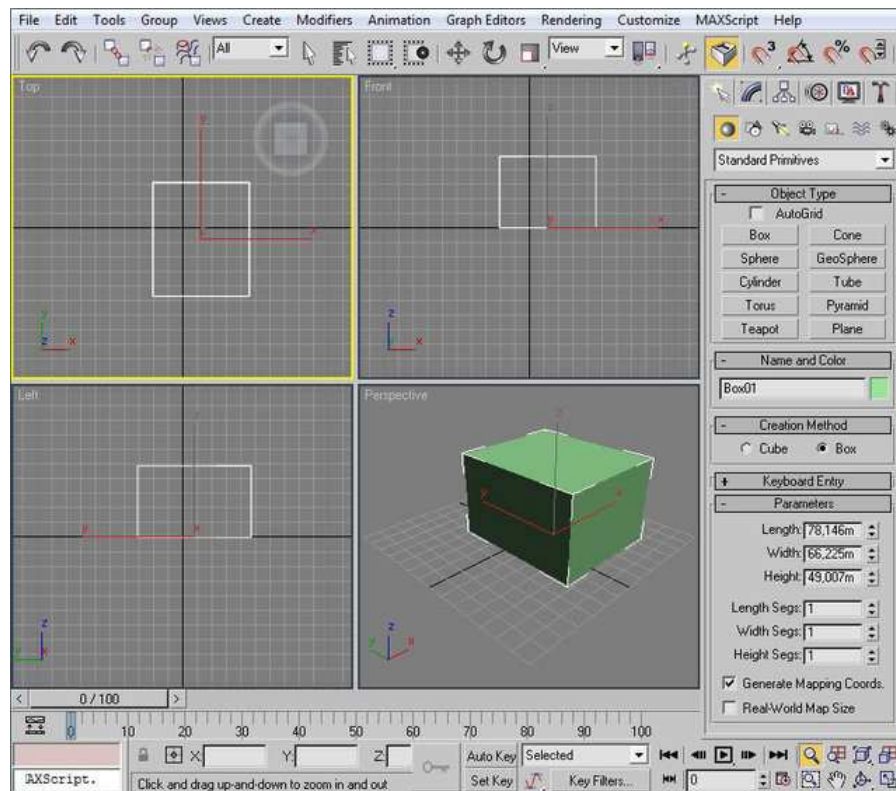 File Edit Tools Group Views Create Modifiers Animation Graph Editors Rendering Customize MAXScript Help
All
View
3
%
Top
Front
y
x
y
x
y
z
x
z
x
Standard Primitives
- Object Type
AutoGrid
Box Cone
Sphere GeoSphere
Cylinder Tube
Torus Pyramid
Teapot Plane
- Name and Color
Box01
- Creation Method
Cube Box
+ Keyboard Entry
- Parameters
Length: 78,146m
Width: 66,225m
Height: 49,007m
Length Segs: 1
Width Segs: 1
Height Segs: 1
Generate Mapping Coords.
Real-World Map Size
Left
Perspective
z
y
x
y
x
z
y
x
z
y
x
< 0 / 100 >
0 10 20 30 40 50 60 70 80 90 100
X: Y: Z: Auto Key Selected
AXScript. Click and drag up-and-down to zoom in and out Set Key Key Filters... 0